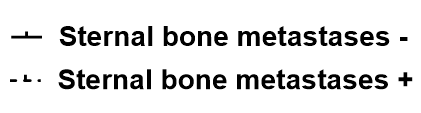 Sternal bone metastases -
Sternal bone metastases +